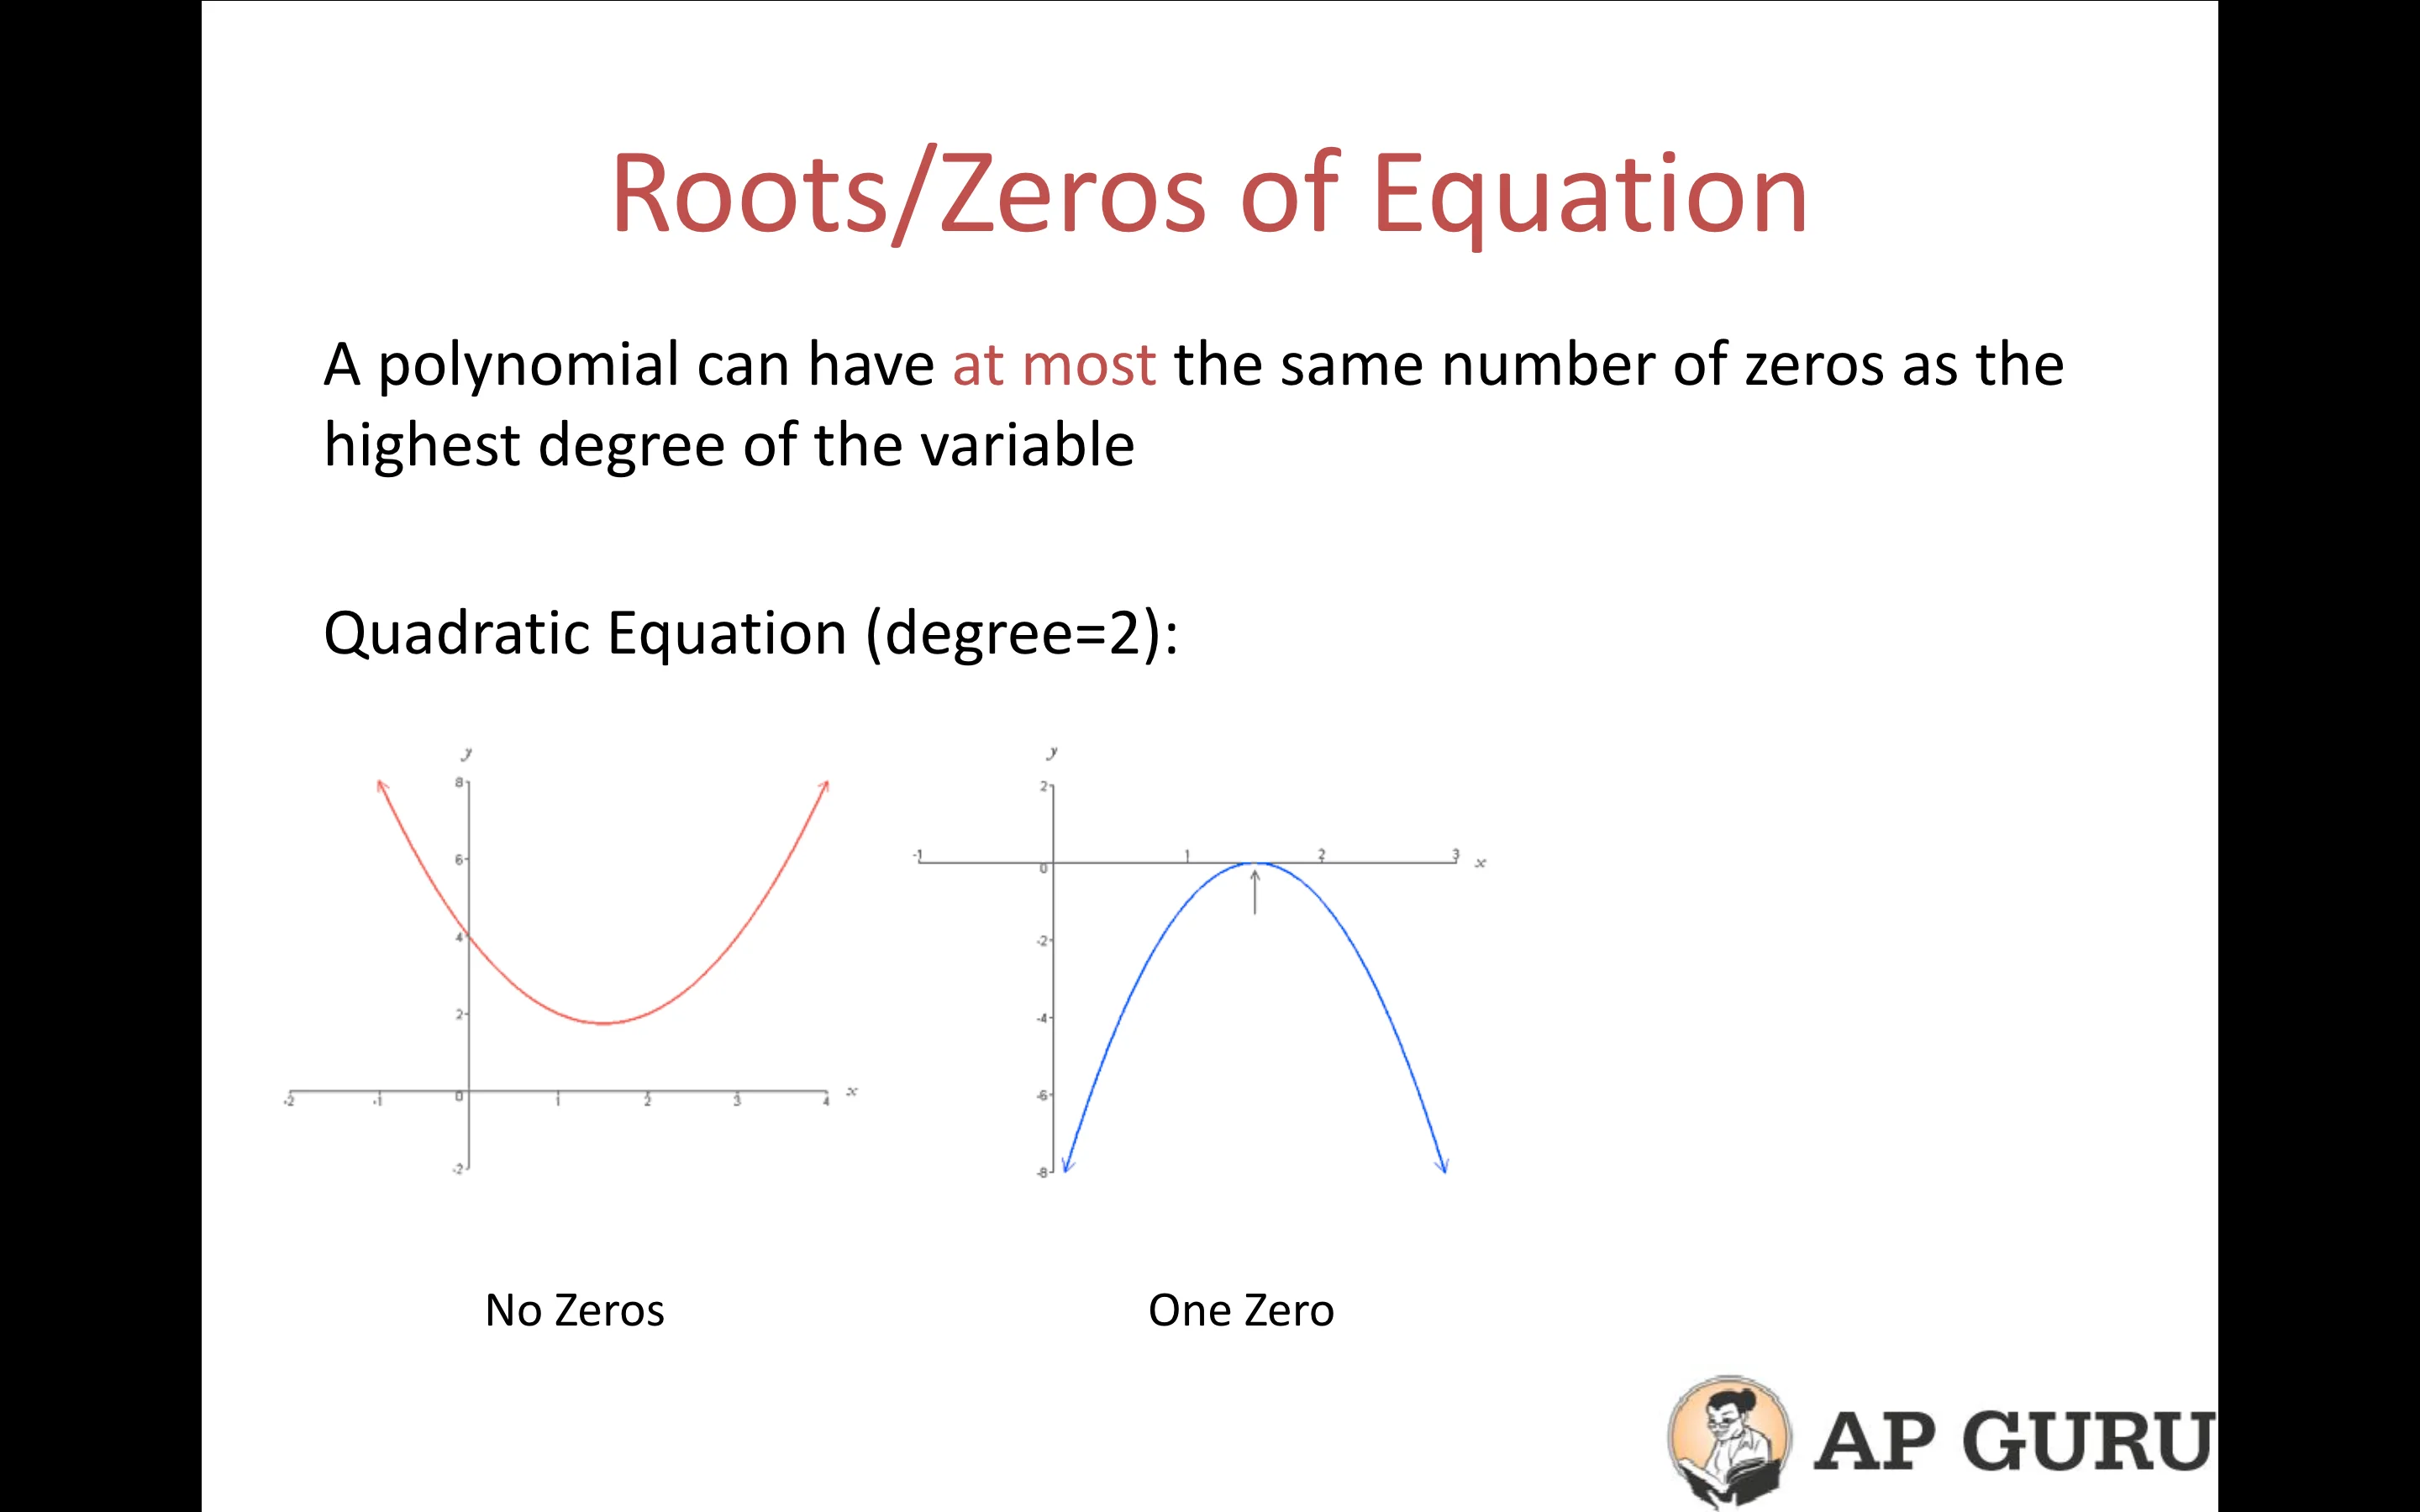 Roots/Zeros of Equation
A polynomial can have at most the same number of zeros as the
highest degree of the variable
Quadratic Equation (degree=2):
y
8
6
4
2
-2 -1 0 1 2 3 4 x
-2
y
2
-1 0 1 2 3 x
-2
-4
-6
-8
No Zeros
One Zero
AP GURU